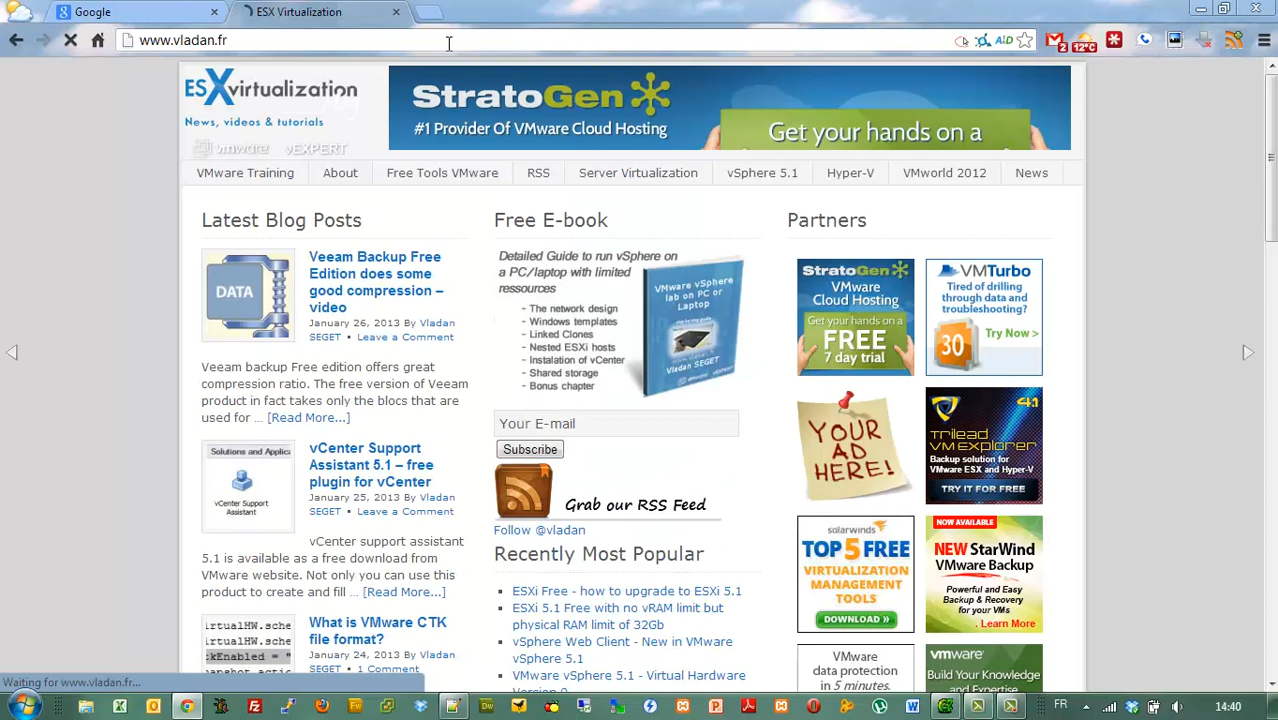 Google
ESX Virtualization
www.vladan.fr
2
12°C
ESXvirtualization
News, videos & tutorials
vmware vEXPERT
StratoGen
#1 Provider Of VMware Cloud Hosting
Get your hands on a
VMware Training
About
Free Tools VMware
RSS
Server Virtualization
vSphere 5.1
Hyper-V
VMworld 2012
News
Latest Blog Posts
DATA
Veeam Backup Free
Edition does some
good compression –
video
January 26, 2013 By Vladan
SEGET • Leave a Comment
Veeam backup Free edition offers great
compression ratio. The free version of Veeam
product in fact takes only the blocs that are
used for ... [Read More...]
Solutions and Applica
vCenter Support
Assistant
vCenter Support
Assistant 5.1 – free
plugin for vCenter
January 25, 2013 By Vladan
SEGET • Leave a Comment
vCenter support assistant
5.1 is available as a free download from
VMware website. Not only you can use this
product to create and fill ... [Read More...]
What is VMware CTK
file format?
January 24, 2013 By Vladan
SEGET • 1 Comment
Free E-book
Detailed Guide to run vSphere on
a PC/laptop with limited
ressources
- The network design
- Windows templates
- Linked Clones
- Nested ESXi hosts
- Instalation of vCenter
- Shared storage
- Bonus chapter
VMware vSphere
lab on PC or
Laptop
Vladan SEGET
Your E-mail
Subscribe
Grab our RSS Feed
Follow @vladan
Recently Most Popular
ESXi Free - how to upgrade to ESXi 5.1
ESXi 5.1 Free with no vRAM limit but
physical RAM limit of 32Gb
vSphere Web Client - New in VMware
vSphere 5.1
VMware vSphere 5.1 - Virtual Hardware
Partners
StratoGen
VMware
Cloud Hosting
Get your hands on a
FREE
7 day trial
VMTurbo
Tired of drilling
through data and
troubleshooting?
Try Now >
30
YOUR
AD
HERE!
4.1
TRILEAD
VM EXPLORER
Backup solution for
VMware ESX and Hyper-V
TRY IT FOR FREE
solarwinds
TOP 5 FREE
VIRTUALIZATION
MANAGEMENT
TOOLS
DOWNLOAD »
NOW AVAILABLE
NEW StarWind
VMware Backup
Powerful and Easy
Backup & Recovery
for your VMs
Learn More
VMware
data protection
in 5 minutes.
vmware
Build Your
Knowledge and
Waiting for www.vladan.fr...
FR
14:40